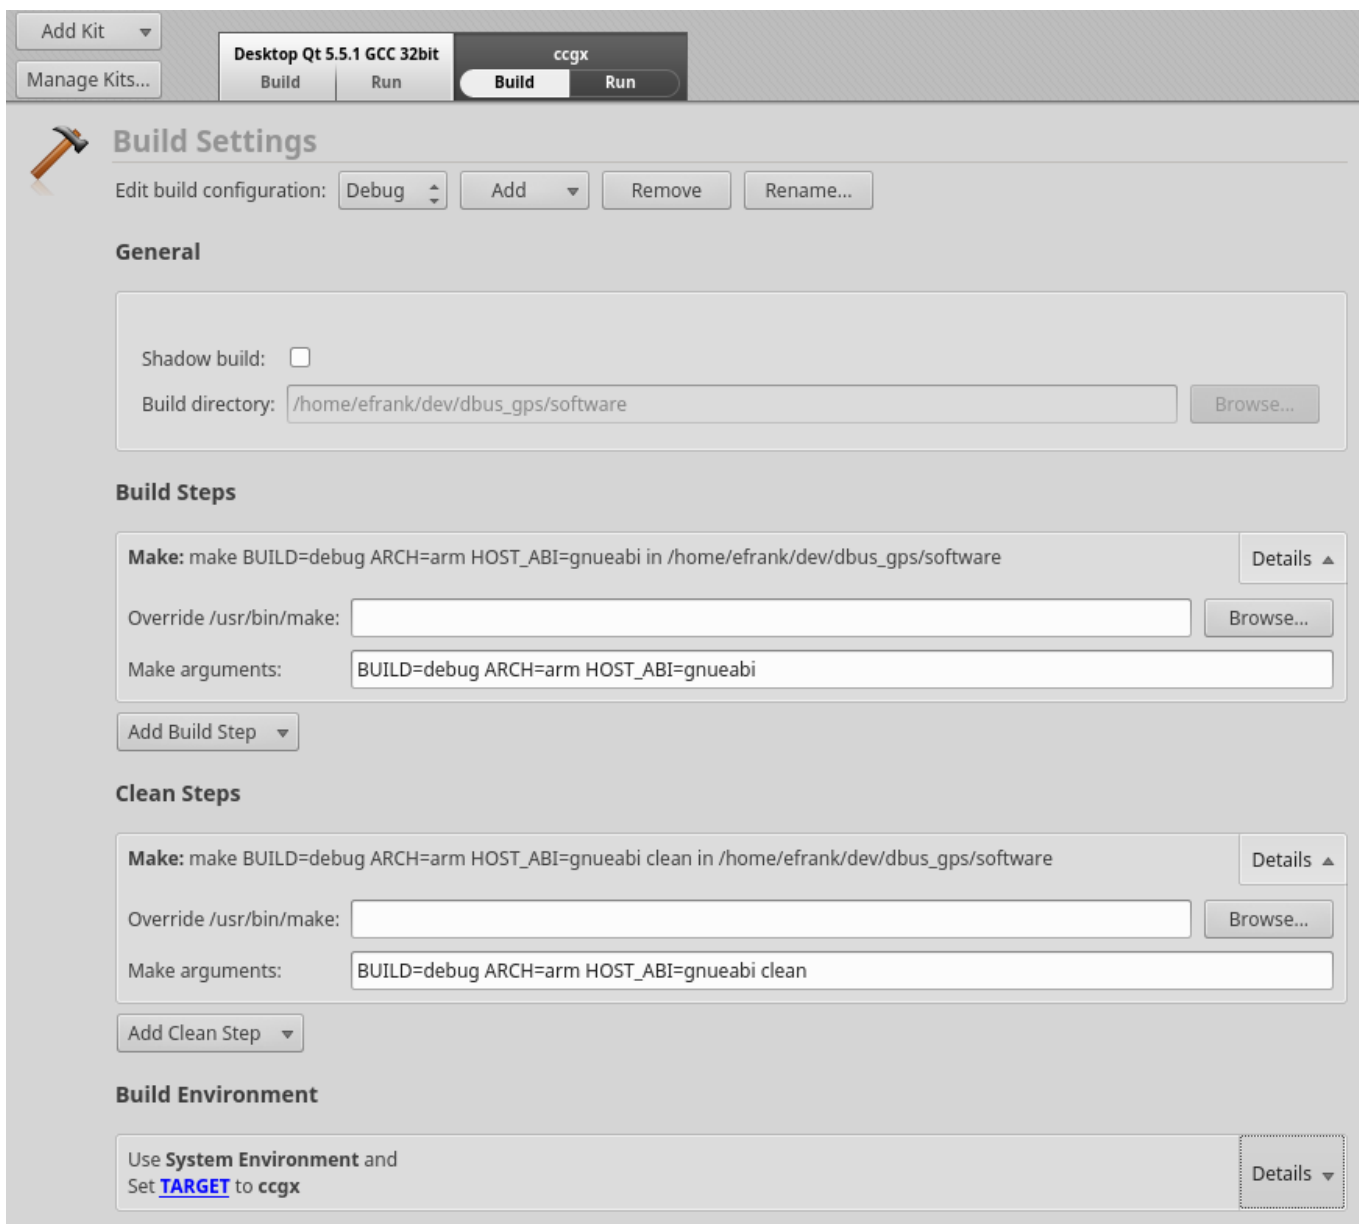 Add Kit
Manage Kits...
Desktop Qt 5.5.1 GCC 32bit
Build Run
ccgx
Build Run
Build Settings
Edit build configuration: Debug Add Remove Rename...
General
Shadow build:
Build directory: /home/efrank/dev/dbus_gps/software Browse...
Build Steps
Make: make BUILD=debug ARCH=arm HOST_ABI=gnueabi in /home/efrank/dev/dbus_gps/software Details
Override /usr/bin/make: Browse...
Make arguments: BUILD=debug ARCH=arm HOST_ABI=gnueabi
Add Build Step
Clean Steps
Make: make BUILD=debug ARCH=arm HOST_ABI=gnueabi clean in /home/efrank/dev/dbus_gps/software Details
Override /usr/bin/make: Browse...
Make arguments: BUILD=debug ARCH=arm HOST_ABI=gnueabi clean
Add Clean Step
Build Environment
Use System Environment and
Set TARGET to ccgx
Details